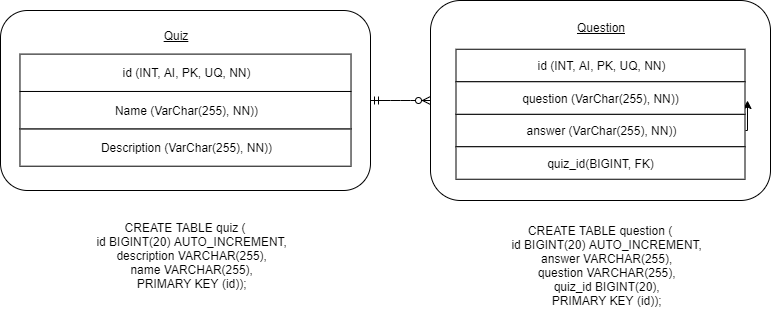 Quiz
id (INT, AI, PK, UQ, NN)
Name (VarChar(255), NN))
Description (VarChar(255), NN))
Question
id (INT, AI, PK, UQ, NN)
question (VarChar(255), NN))
answer (VarChar(255), NN))
quiz_id(BIGINT, FK)
CREATE TABLE quiz (
id BIGINT(20) AUTO_INCREMENT,
description VARCHAR(255),
name VARCHAR(255),
PRIMARY KEY (id));
CREATE TABLE question (
id BIGINT(20) AUTO_INCREMENT,
answer VARCHAR(255),
question VARCHAR(255),
quiz_id BIGINT(20),
PRIMARY KEY (id));